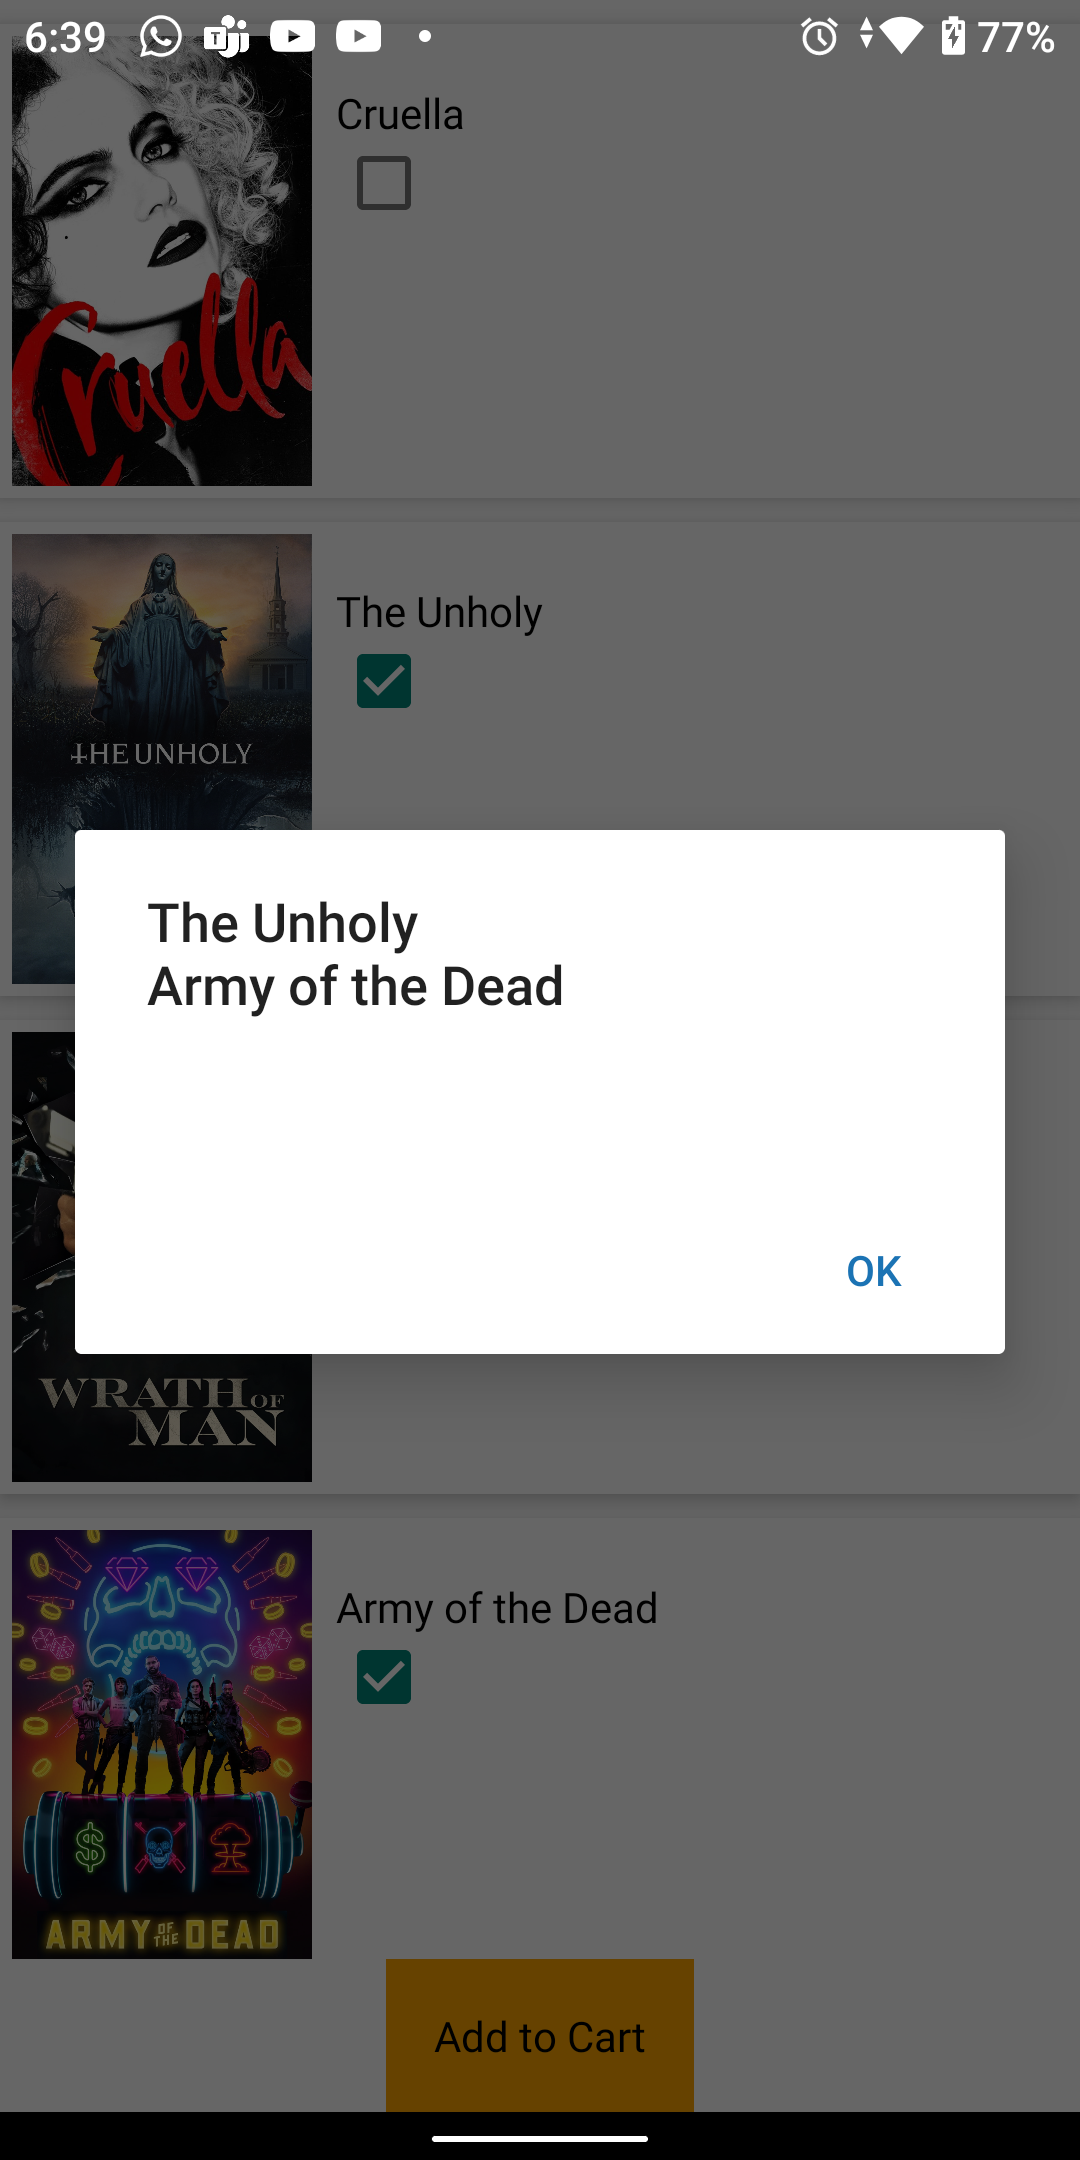 6:39
77%
Cruella
Cruella
The Unholy
THE UNHOLY
The Unholy
Army of the Dead
OK
WRATH OF
MAN
Army of the Dead
$
ARMY OF THE DEAD
Add to Cart